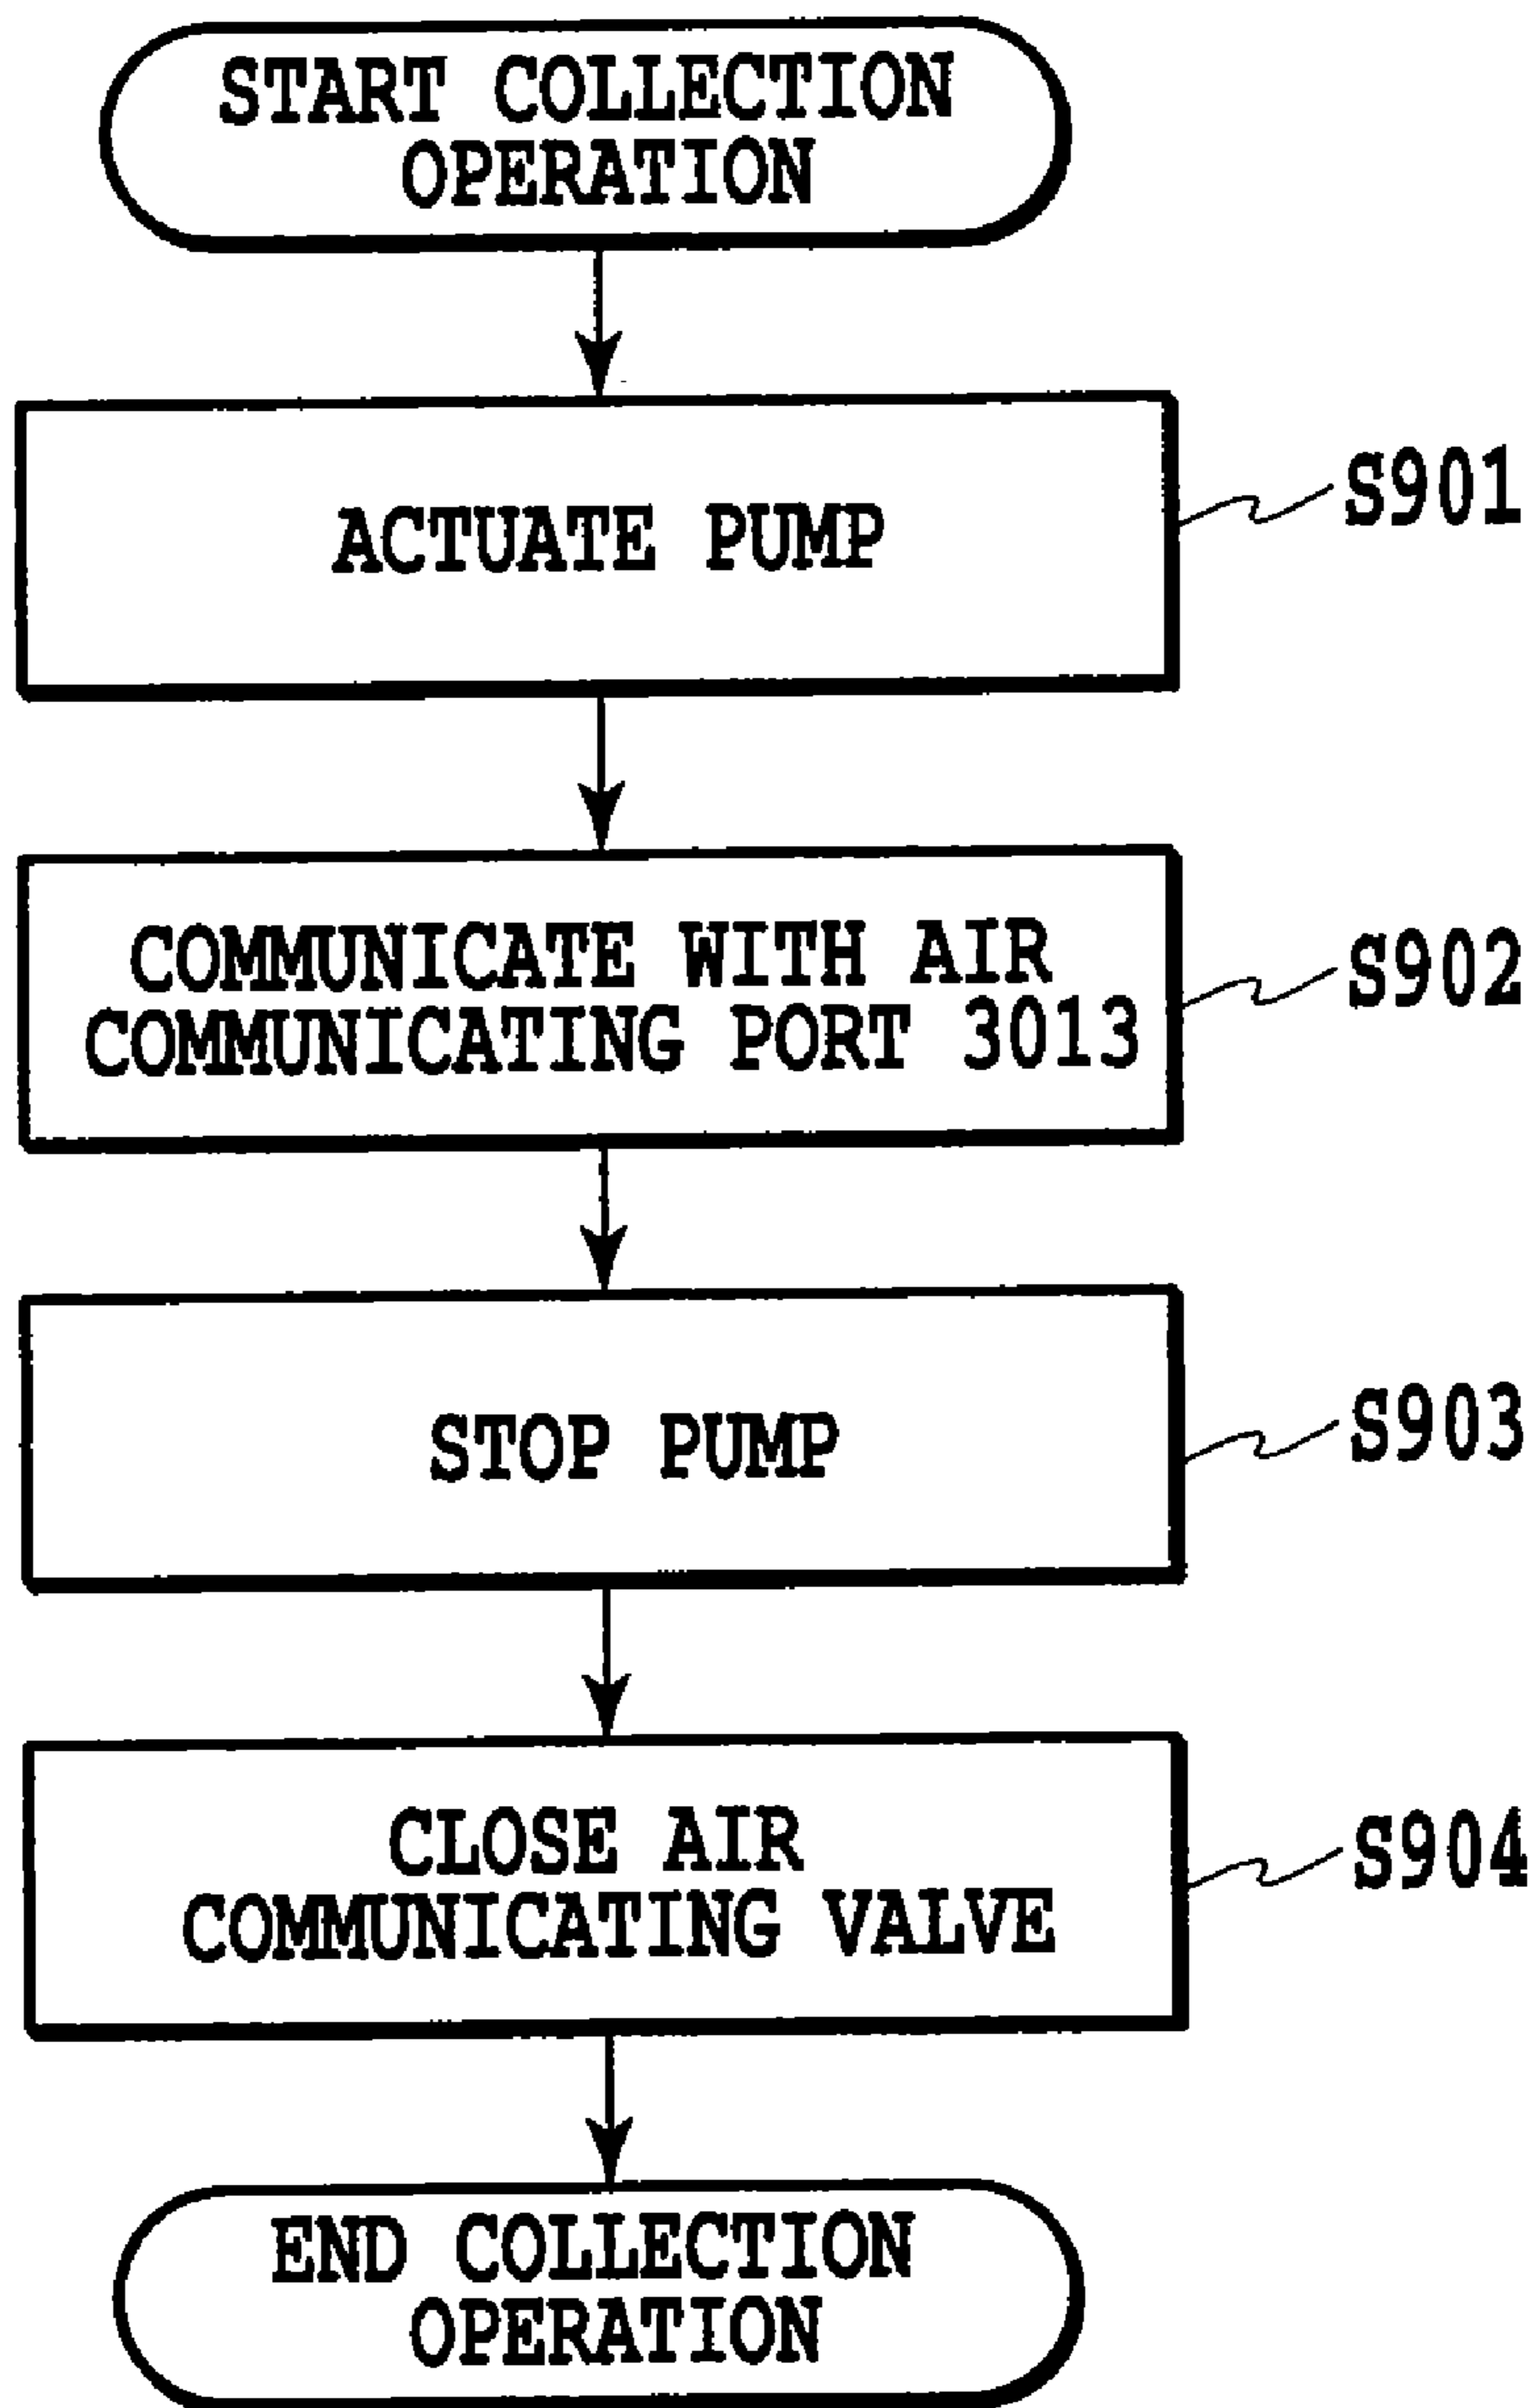 START COLLECTION
OPERATION
ACTUATE PUMP
S901
COMMUNICATE WITH AIR
COMMUNICATING PORT 3013
S902
STOP PUMP
S903
CLOSE AIR
COMMUNICATING VALVE
S904
END COLLECTION
OPERATION